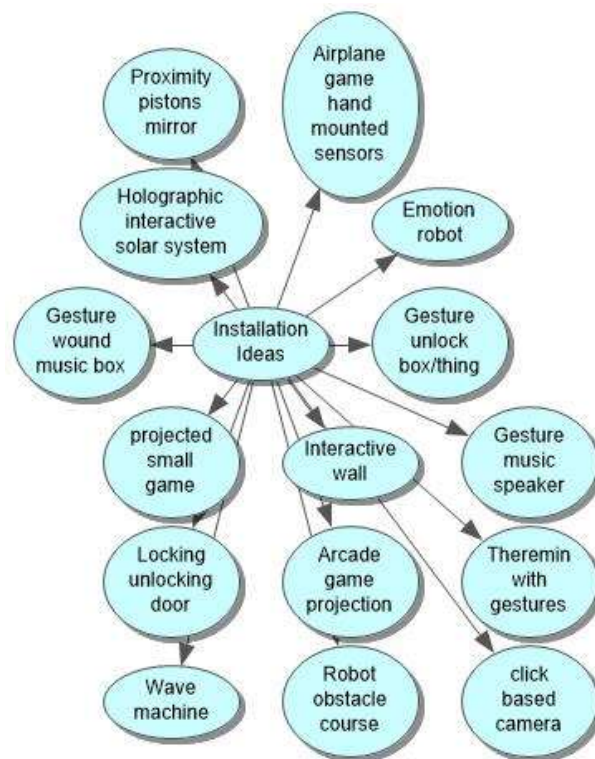 Proximity
pistons
mirror
Airplane
game
hand
mounted
sensors
Holographic
interactive
solar system
Emotion
robot
Gesture
wound
music box
Installation
Ideas
Gesture
unlock
box/thing
projected
small
game
Interactive
wall
Gesture
music
speaker
Locking
unlocking
door
Arcade
game
projection
Theremin
with
gestures
Wave
machine
Robot
obstacle
course
click
based
camera